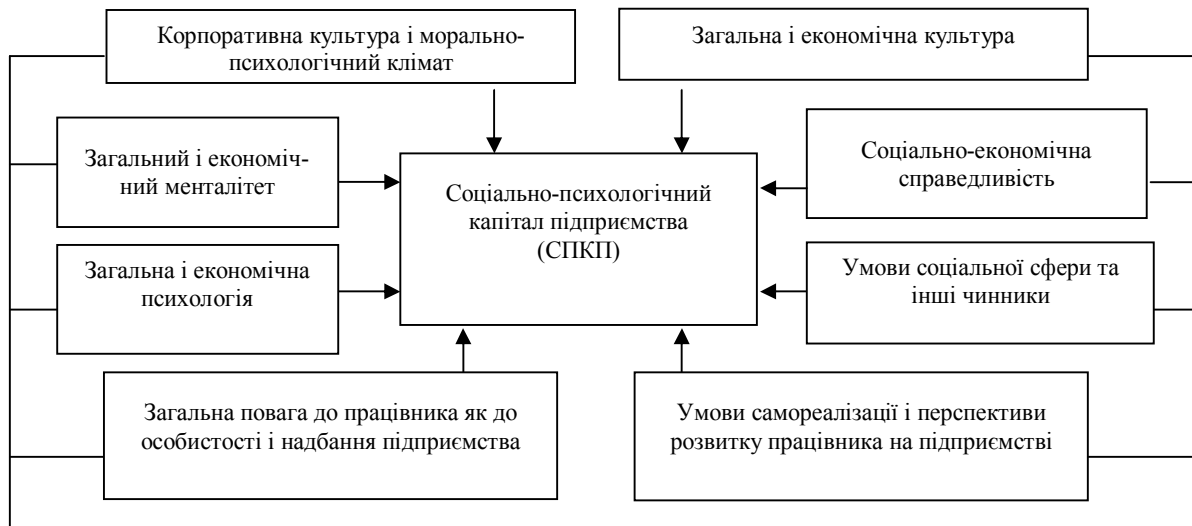 Корпоративна культура і морально-
психологічний клімат
Загальна і економічна культура
Загальний і економіч-
ний менталітет
Соціально-психологічний
капітал підприємства
(СПКП)
Соціально-економічна
справедливість
Загальна і економічна
психологія
Умови соціальної сфери та
інші чинники
Загальна повага до працівника як до
особистості і надбання підприємства
Умови самореалізації і перспективи
розвитку працівника на підприємстві